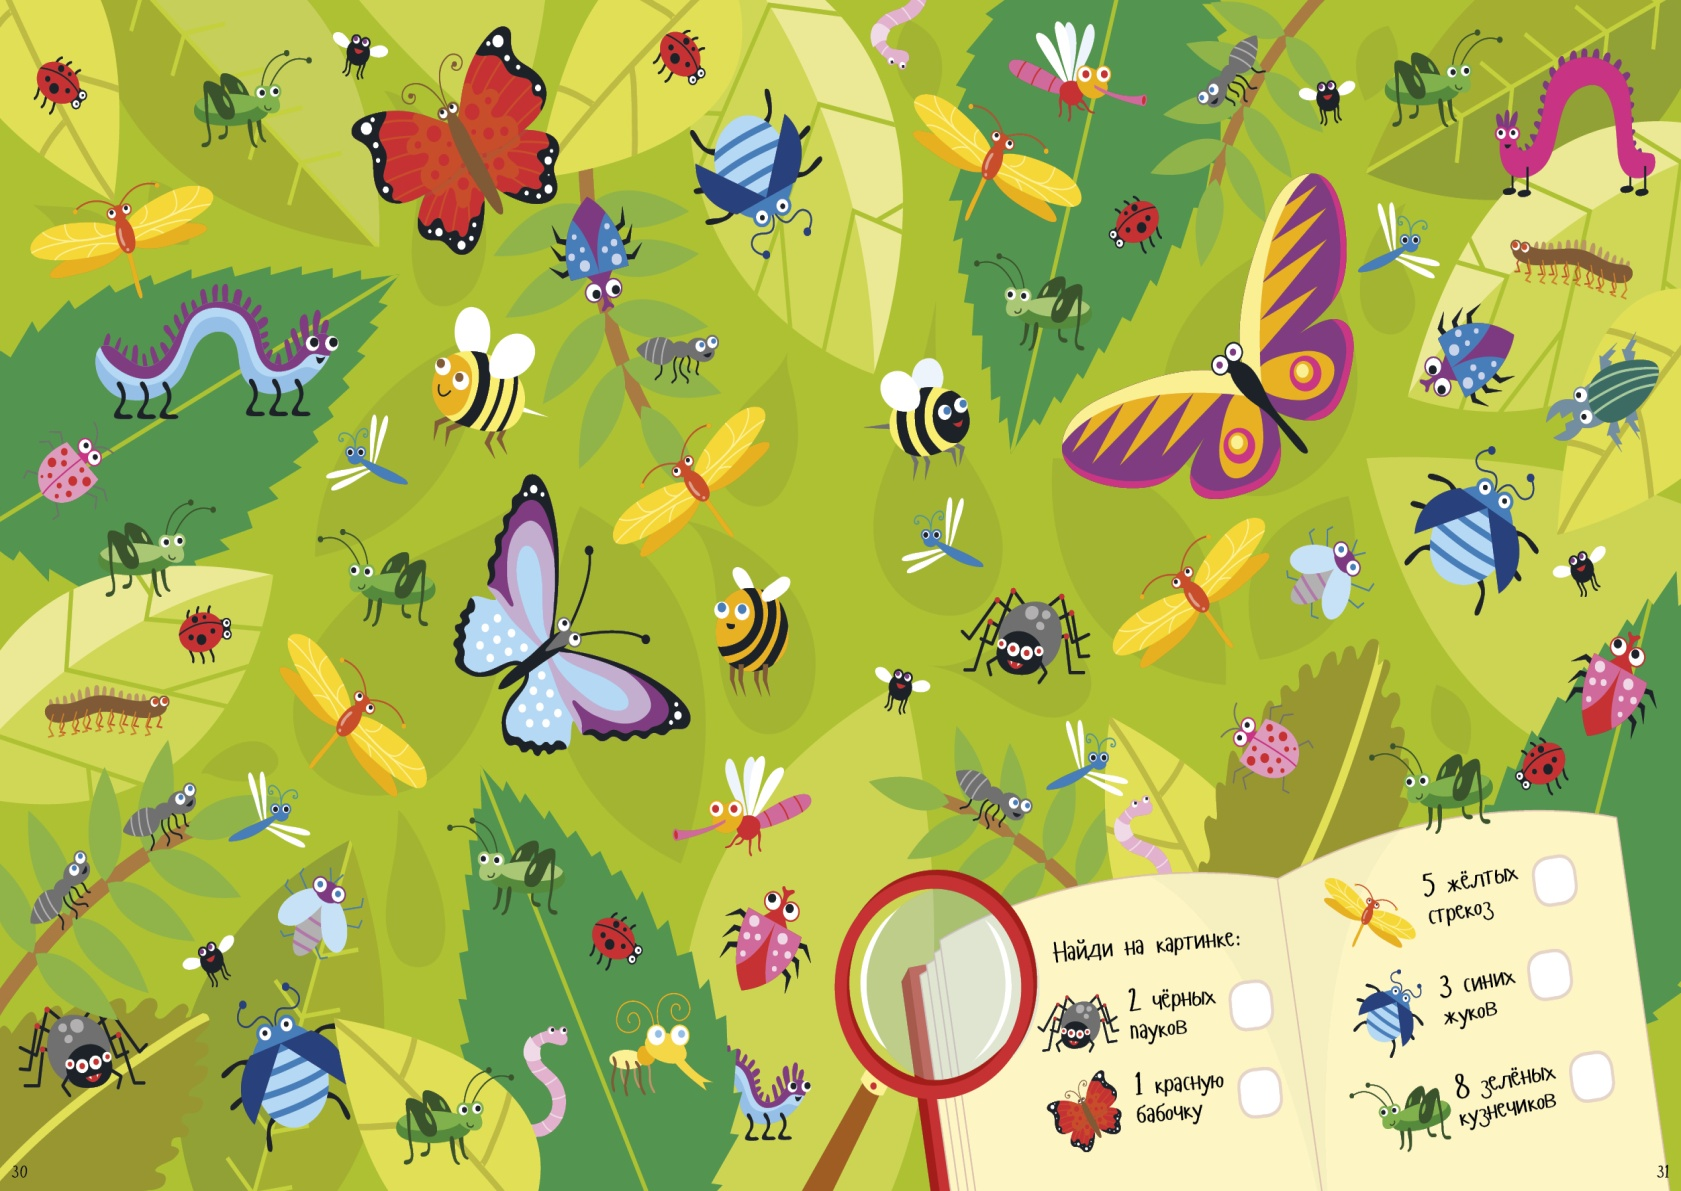 Найди на картинке:
2 чёрных
пауков
1 красную
бабочку
5 жёлтых
стрекоз
3 синих
жуков
8 зелёных
кузнечиков
30
31